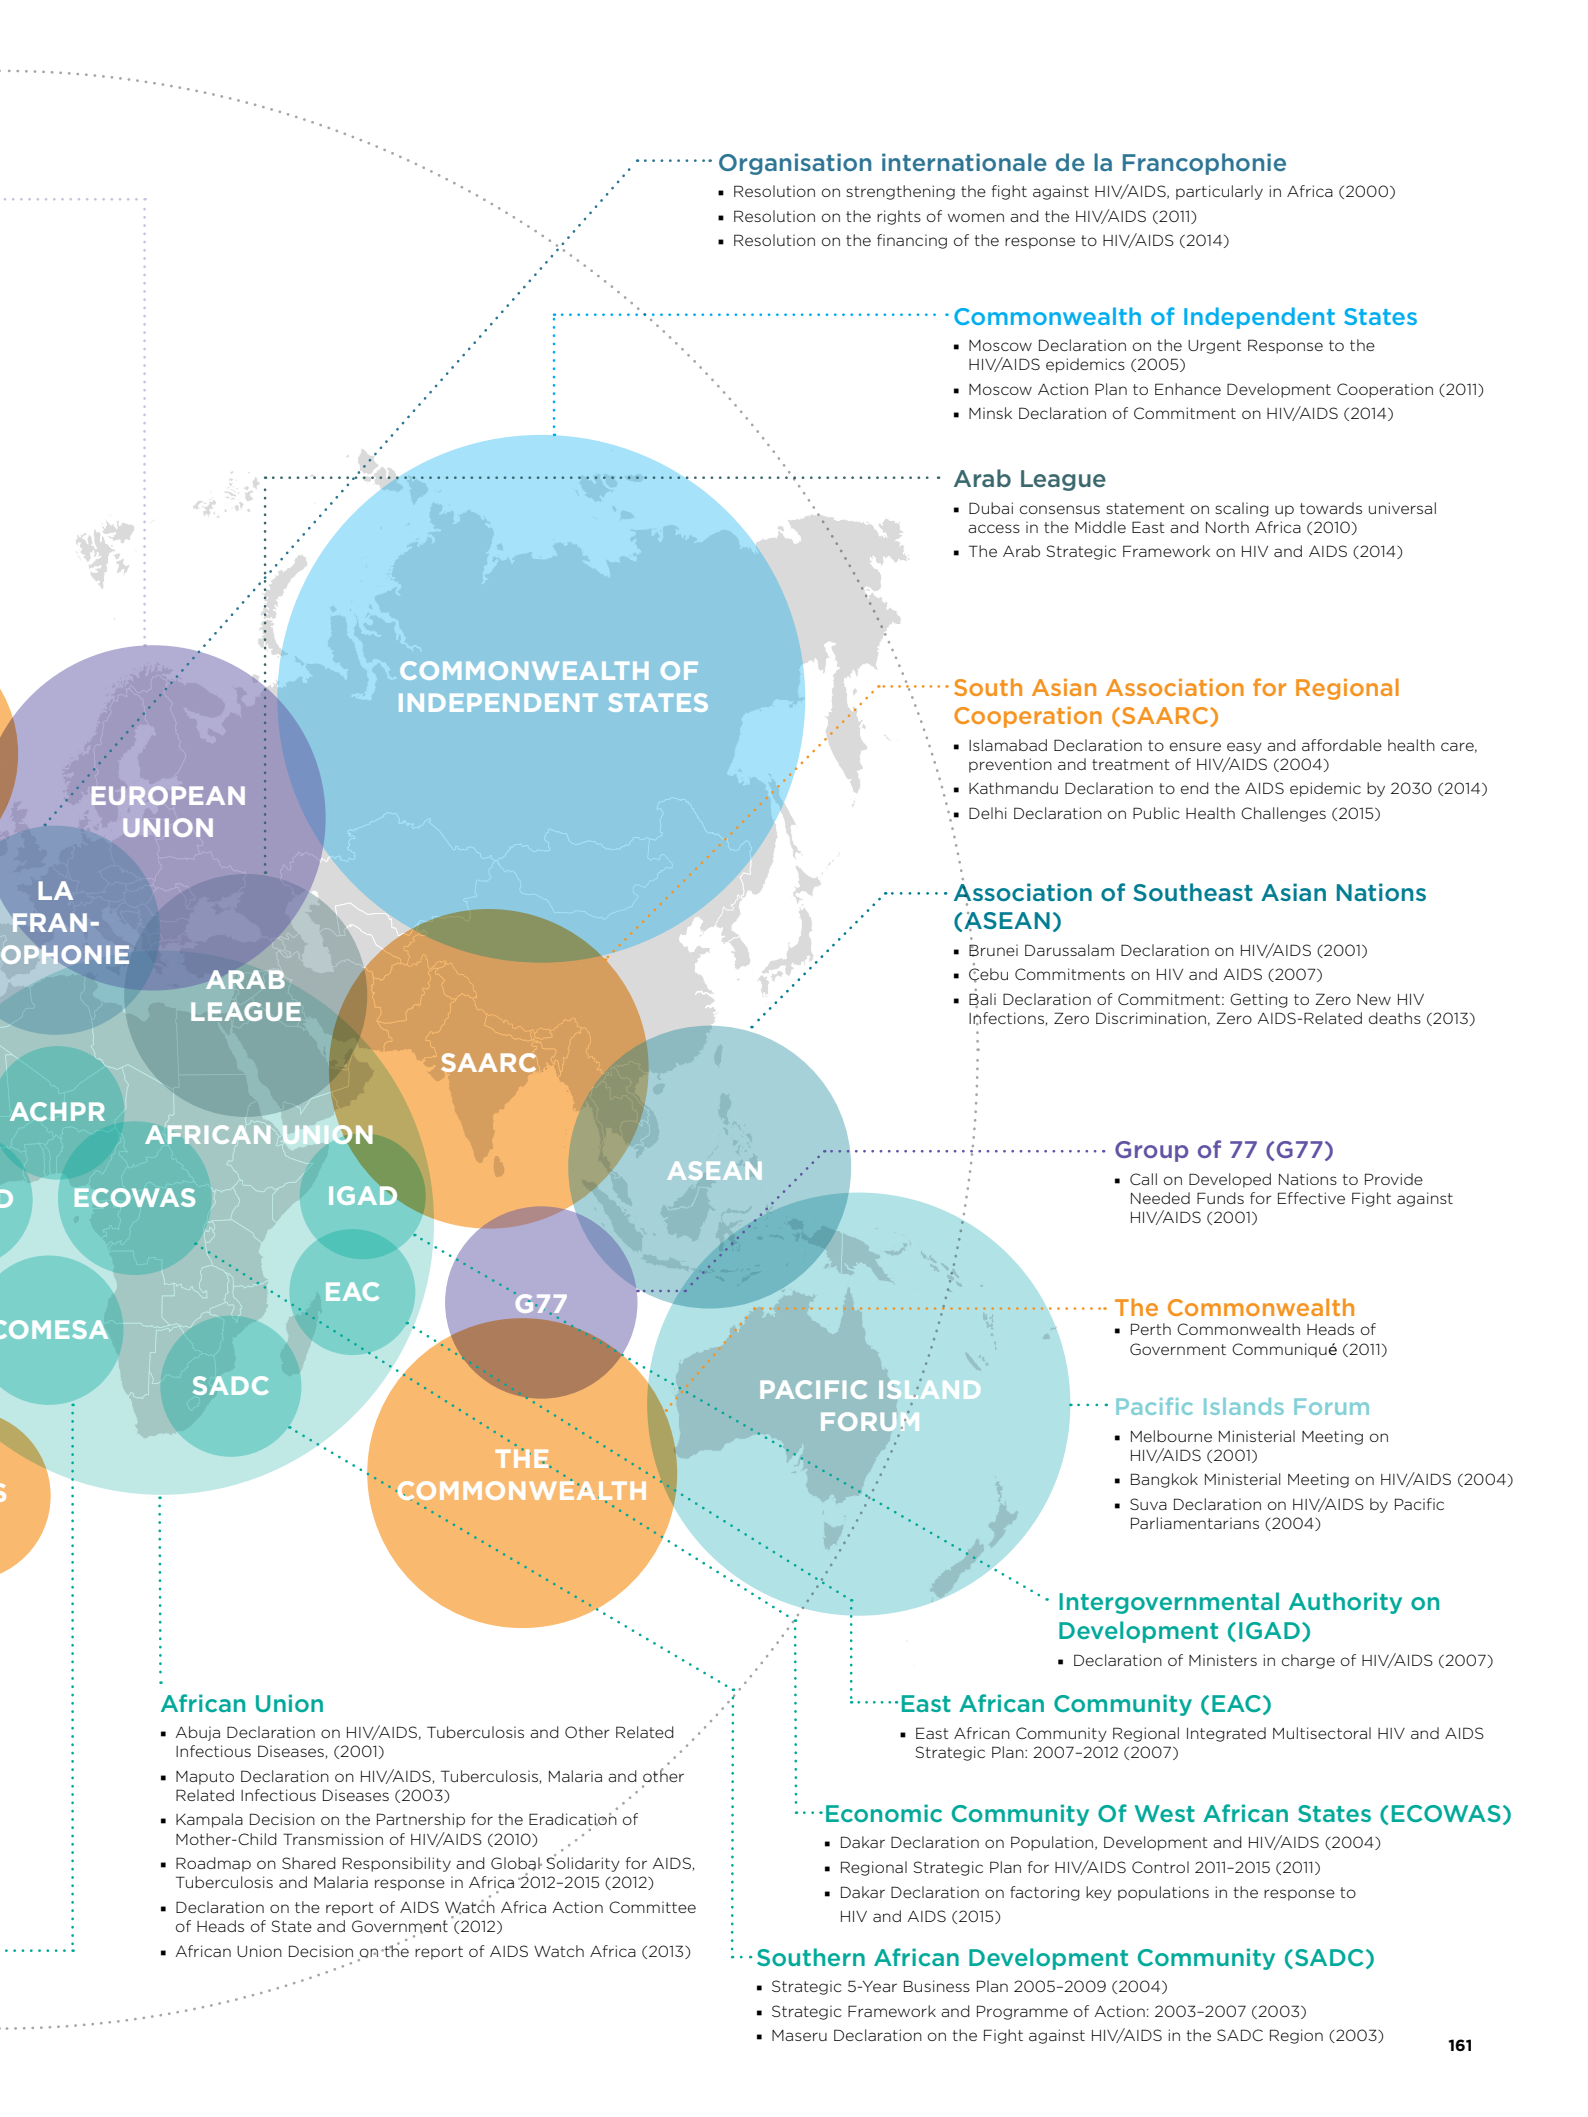 Organisation internationale de la Francophonie
▪ Resolution on strengthening the fight against HIV/AIDS, particularly in Africa (2000)
▪ Resolution on the rights of women and the HIV/AIDS (2011)
▪ Resolution on the financing of the response to HIV/AIDS (2014)
Commonwealth of Independent States
▪ Moscow Declaration on the Urgent Response to the
HIV/AIDS epidemics (2005)
▪ Moscow Action Plan to Enhance Development Cooperation (2011)
▪ Minsk Declaration of Commitment on HIV/AIDS (2014)
Arab League
▪ Dubai consensus statement on scaling up towards universal
access in the Middle East and North Africa (2010)
▪ The Arab Strategic Framework on HIV and AIDS (2014)
South Asian Association for Regional
Cooperation (SAARC)
▪ Islamabad Declaration to ensure easy and affordable health care,
prevention and treatment of HIV/AIDS (2004)
▪ Kathmandu Declaration to end the AIDS epidemic by 2030 (2014)
▪ Delhi Declaration on Public Health Challenges (2015)
Association of Southeast Asian Nations
(ASEAN)
▪ Brunei Darussalam Declaration on HIV/AIDS (2001)
▪ Cebu Commitments on HIV and AIDS (2007)
▪ Bali Declaration of Commitment: Getting to Zero New HIV
Infections, Zero Discrimination, Zero AIDS-Related deaths (2013)
Group of 77 (G77)
▪ Call on Developed Nations to Provide
Needed Funds for Effective Fight against
HIV/AIDS (2001)
The Commonwealth
▪ Perth Commonwealth Heads of
Government Communiqué (2011)
Pacific Islands Forum
▪ Melbourne Ministerial Meeting on
HIV/AIDS (2001)
▪ Bangkok Ministerial Meeting on HIV/AIDS (2004)
▪ Suva Declaration on HIV/AIDS by Pacific
Parliamentarians (2004)
Intergovernmental Authority on
Development (IGAD)
▪ Declaration of Ministers in charge of HIV/AIDS (2007)
East African Community (EAC)
▪ East African Community Regional Integrated Multisectoral HIV and AIDS
Strategic Plan: 2007–2012 (2007)
Economic Community Of West African States (ECOWAS)
▪ Dakar Declaration on Population, Development and HIV/AIDS (2004)
▪ Regional Strategic Plan for HIV/AIDS Control 2011–2015 (2011)
▪ Dakar Declaration on factoring key populations in the response to
HIV and AIDS (2015)
Southern African Development Community (SADC)
▪ Strategic 5-Year Business Plan 2005–2009 (2004)
▪ Strategic Framework and Programme of Action: 2003–2007 (2003)
▪ Maseru Declaration on the Fight against HIV/AIDS in the SADC Region (2003)
African Union
▪ Abuja Declaration on HIV/AIDS, Tuberculosis and Other Related
Infectious Diseases, (2001)
▪ Maputo Declaration on HIV/AIDS, Tuberculosis, Malaria and other
Related Infectious Diseases (2003)
▪ Kampala Decision on the Partnership for the Eradication of
Mother-Child Transmission of HIV/AIDS (2010)
▪ Roadmap on Shared Responsibility and Global Solidarity for AIDS,
Tuberculosis and Malaria response in Africa 2012–2015 (2012)
▪ Declaration on the report of AIDS Watch Africa Action Committee
of Heads of State and Government (2012)
▪ African Union Decision on the report of AIDS Watch Africa (2013)
COMMONWEALTH OF
INDEPENDENT STATES
EUROPEAN
UNION
LA
FRAN-
OPHONIE
ARAB
LEAGUE
SAARC
ACHPR
AFRICAN UNION
ASEAN
D
ECOWAS
IGAD
EAC
G77
COMESA
SADC
PACIFIC ISLAND
FORUM
THE
COMMONWEALTH
S
161